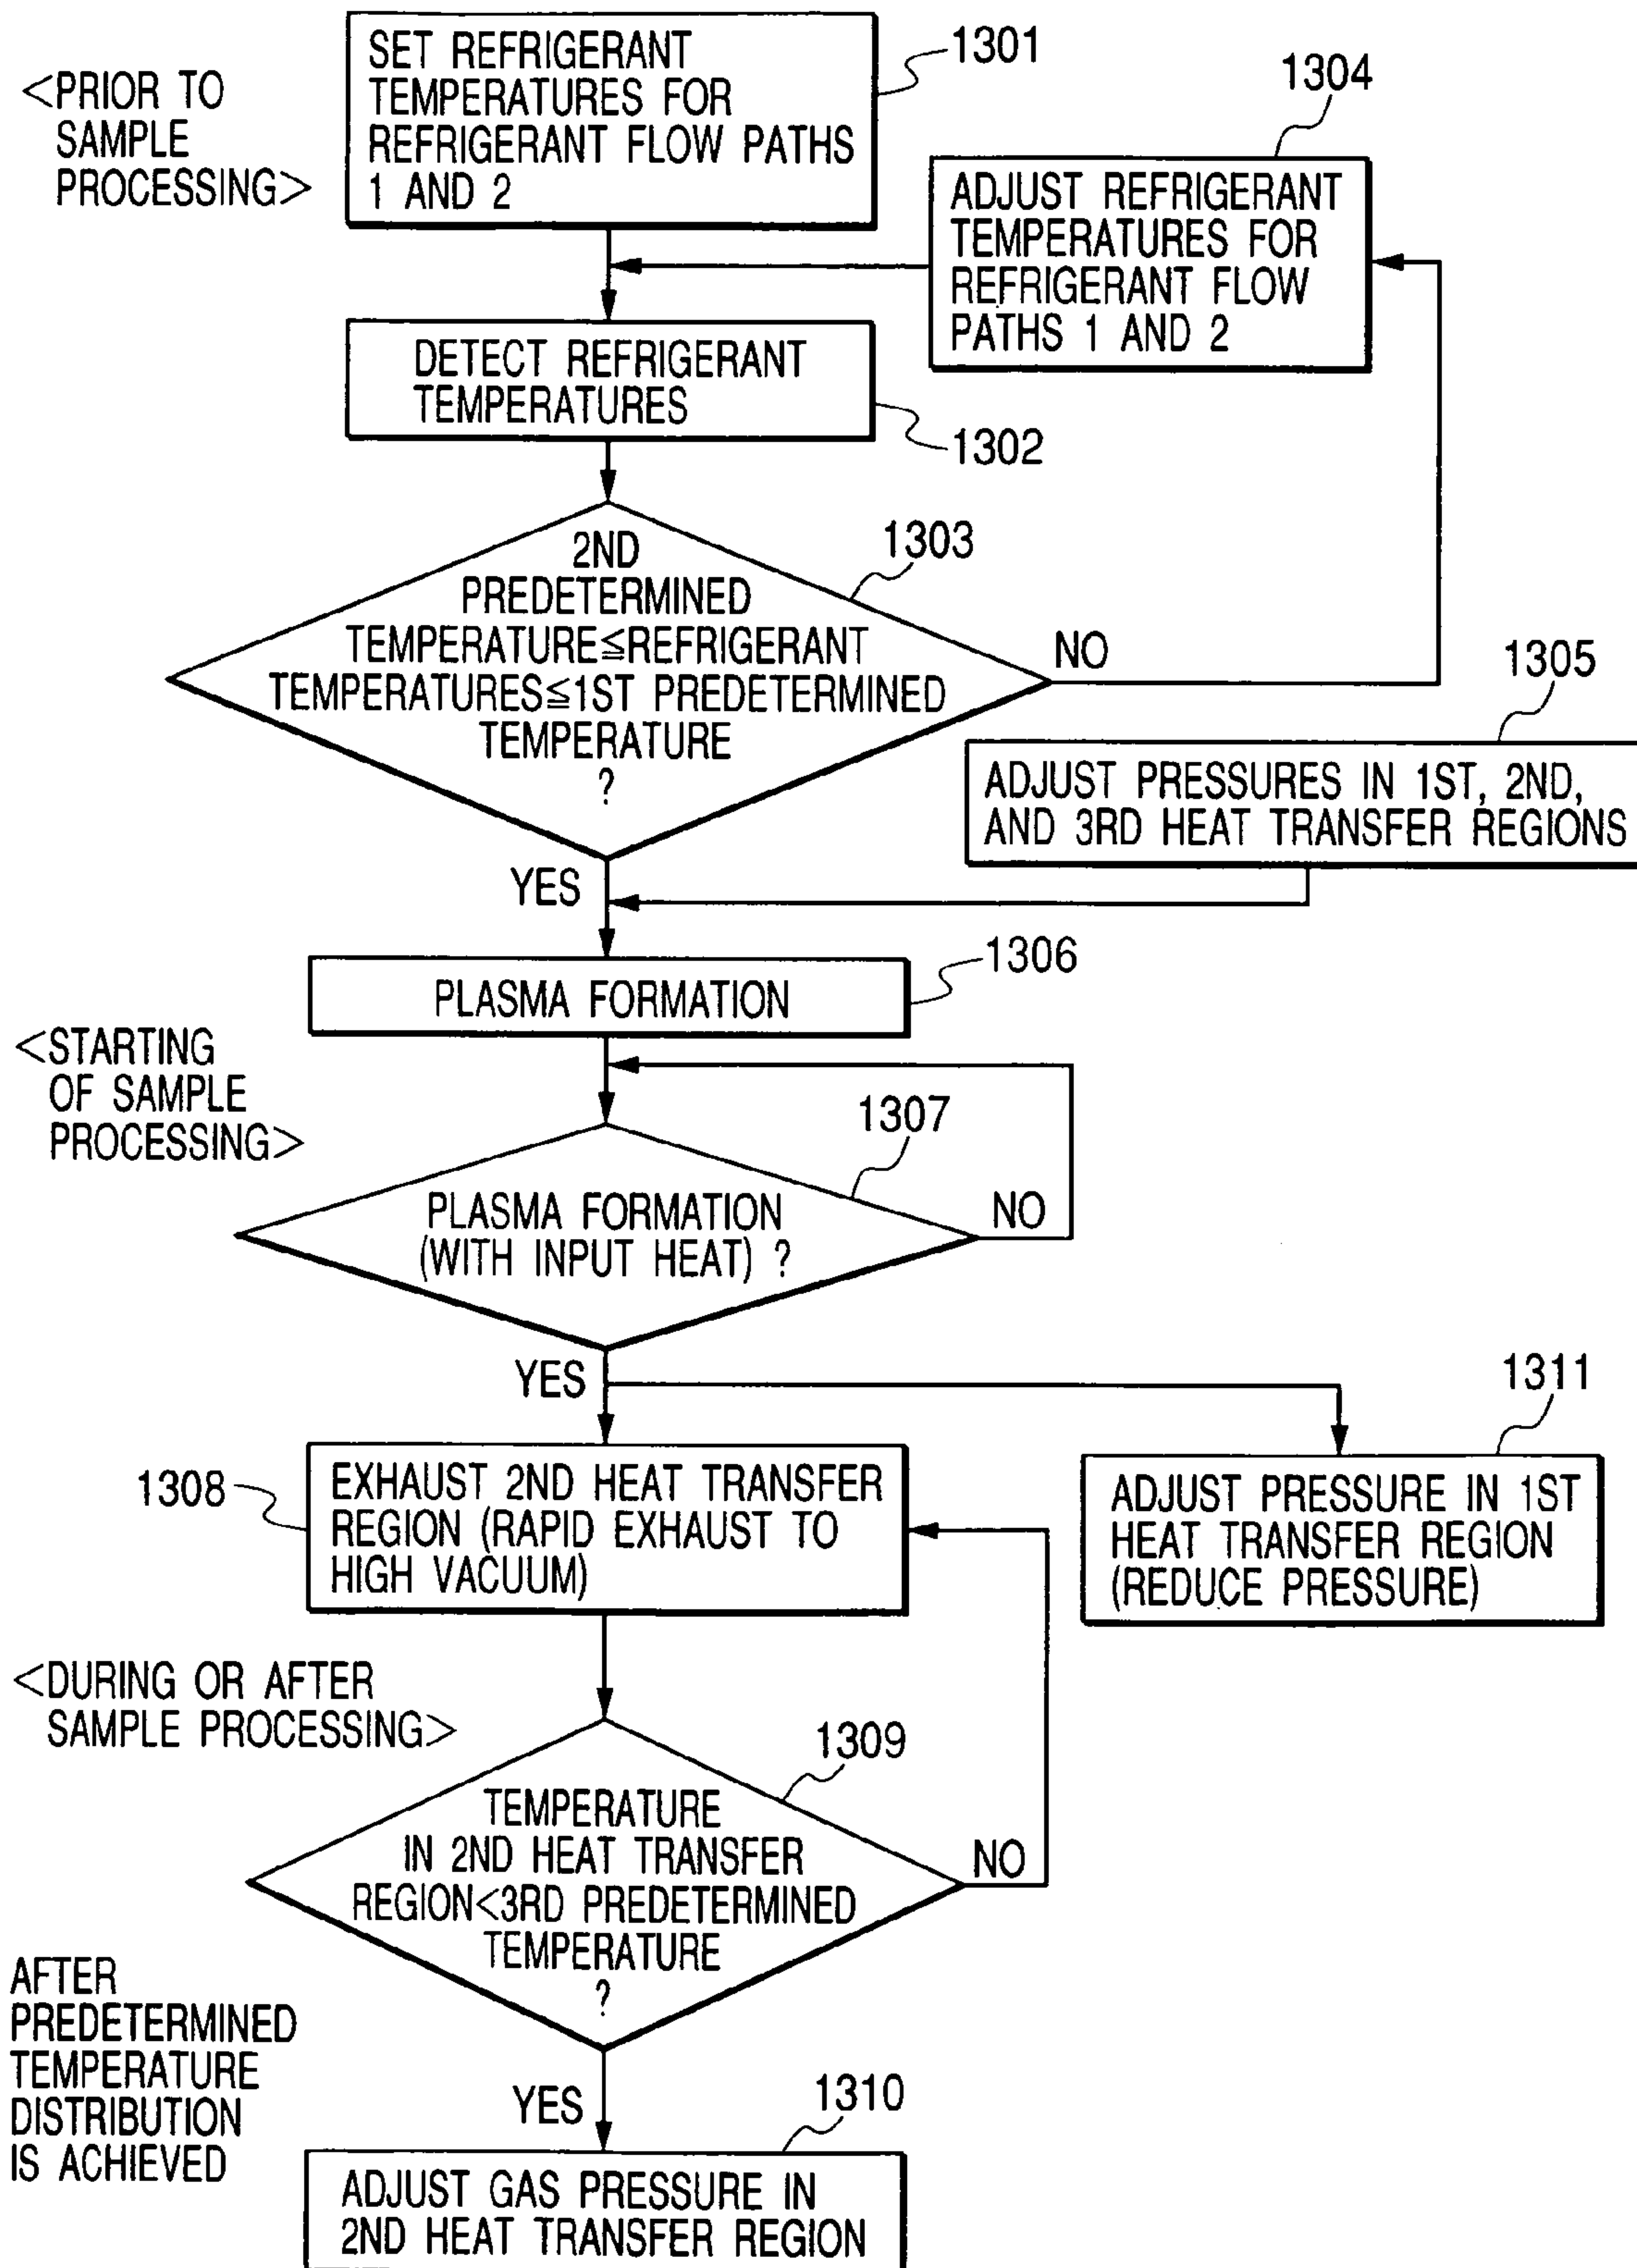 <PRIOR TO
SAMPLE
PROCESSING>
SET REFRIGERANT
TEMPERATURES FOR
REFRIGERANT FLOW PATHS
1 AND 2
1301
1304
ADJUST REFRIGERANT
TEMPERATURES FOR
REFRIGERANT FLOW
PATHS 1 AND 2
DETECT REFRIGERANT
TEMPERATURES
1302
1303
2ND
PREDETERMINED
TEMPERATURE≦REFRIGERANT
TEMPERATURES≦1ST PREDETERMINED
TEMPERATURE
?
NO
YES
1305
ADJUST PRESSURES IN 1ST, 2ND,
AND 3RD HEAT TRANSFER REGIONS
1306
PLASMA FORMATION
<STARTING
OF SAMPLE
PROCESSING>
1307
PLASMA FORMATION
(WITH INPUT HEAT) ?
NO
YES
1308
EXHAUST 2ND HEAT TRANSFER
REGION (RAPID EXHAUST TO
HIGH VACUUM)
1311
ADJUST PRESSURE IN 1ST
HEAT TRANSFER REGION
(REDUCE PRESSURE)
<DURING OR AFTER
SAMPLE PROCESSING>
1309
TEMPERATURE
IN 2ND HEAT TRANSFER
REGION<3RD PREDETERMINED
TEMPERATURE
?
NO
YES
AFTER
PREDETERMINED
TEMPERATURE
DISTRIBUTION
IS ACHIEVED
1310
ADJUST GAS PRESSURE IN
2ND HEAT TRANSFER REGION